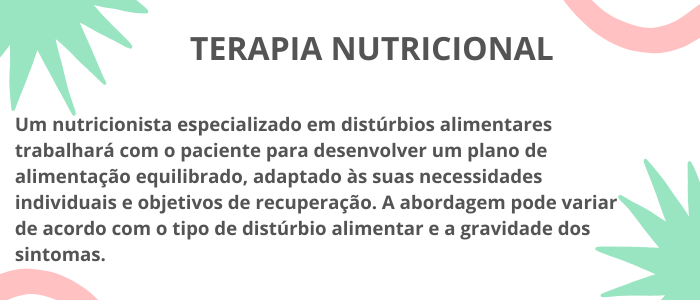 TERAPIA NUTRICIONAL
Um nutricionista especializado em distúrbios alimentares
trabalhará com o paciente para desenvolver um plano de
alimentação equilibrado, adaptado às suas necessidades
individuais e objetivos de recuperação. A abordagem pode variar
de acordo com o tipo de distúrbio alimentar e a gravidade dos
sintomas.